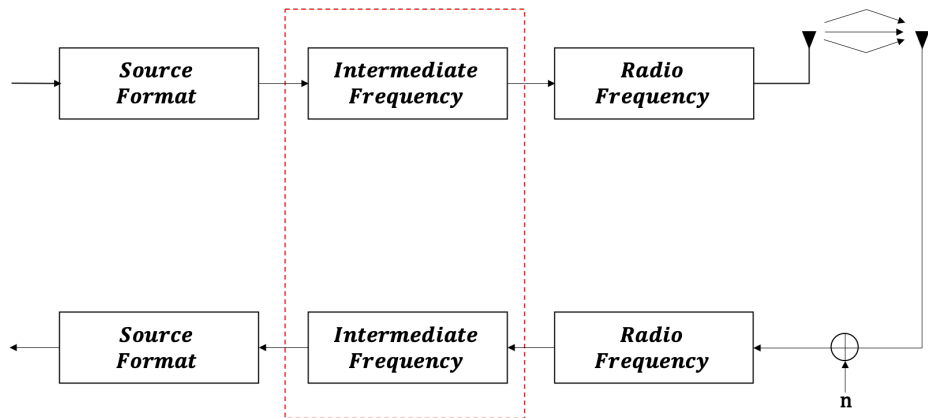 Source
Format
Intermediate
Frequency
Radio
Frequency
Source
Format
Intermediate
Frequency
Radio
Frequency
n